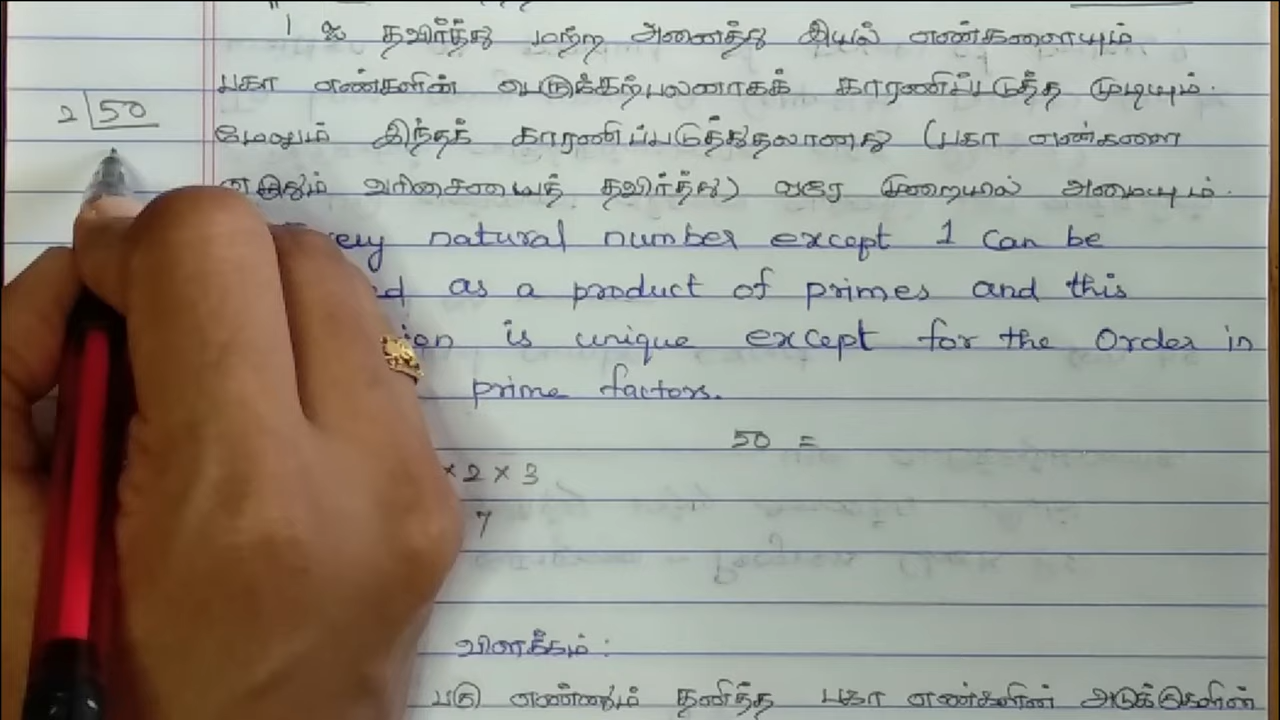 1 ஐ தவிர்த்து மற்ற அனைத்து இயல் எண்களையும்
பகா எண்களின் பெருக்கற்பலனாகக் காரணிப்படுத்த முடியும்.
2 50
மேலும் இந்தக் காரணிப்படுத்துதலானது (பகா எண்களை
எழுதும் வரிசையைத் தவிர்த்து) ஒரே முறையில் அமையும்.
natural number except 1 can be
as a product of primes and this
is unique except for the Order in
prime factors.
50 =
× 2 × 3
7
விளக்கம் :
பகு எண்ணும் தனித்த பகா எண்களின் அடுக்குகளின்